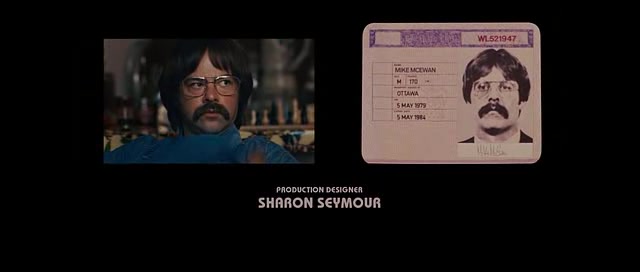 WL521947
MIKE MCEWAN
M 170
OTTAWA
5 MAY 1979
5 MAY 1984
PRODUCTION DESIGNER
SHARON SEYMOUR